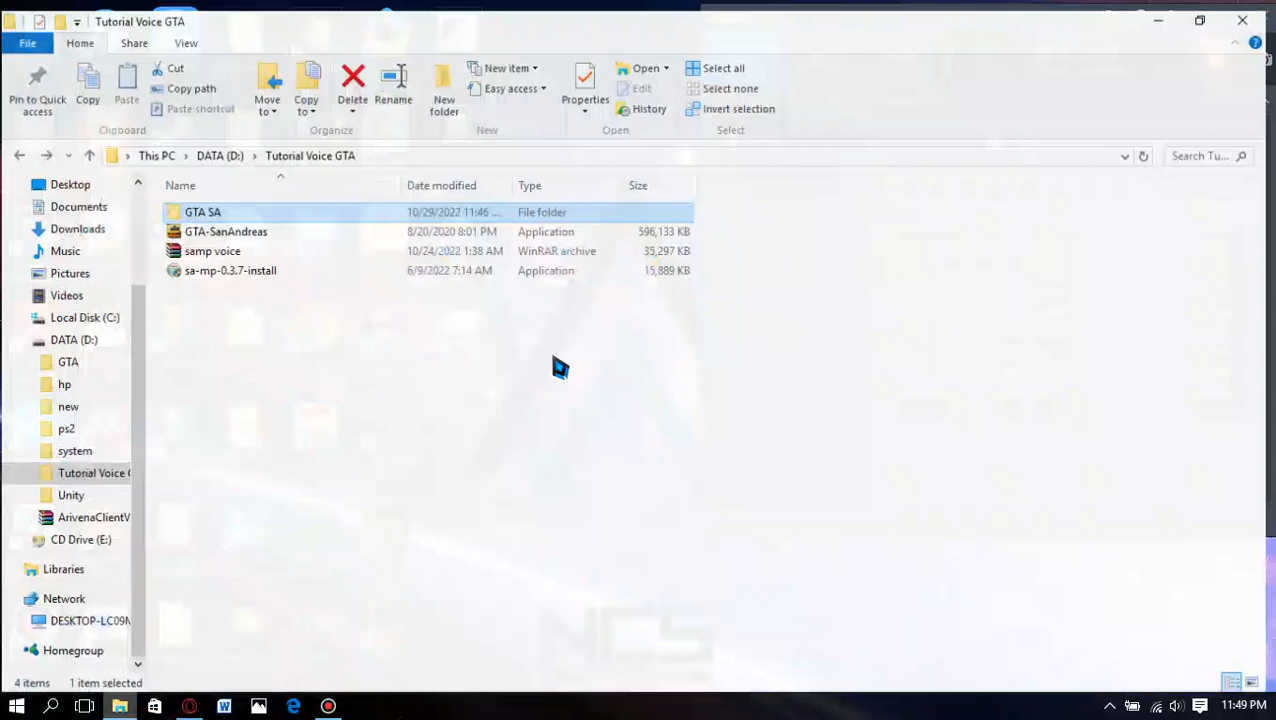 Tutorial Voice GTA
File Home Share View
Pin to Quick access
Copy
Paste
Cut
Copy path
Paste shortcut
Clipboard
Move to
Copy to
Delete
Rename
Organize
New folder
New item
Easy access
New
Properties
Open
Edit
History
Open
Select all
Select none
Invert selection
Select
This PC DATA (D:) Tutorial Voice GTA
Search Tu...
Name Date modified Type Size
GTA SA 10/29/2022 11:46 ... File folder
GTA-SanAndreas 8/20/2020 8:01 PM Application 596,133 KB
samp voice 10/24/2022 1:38 AM WinRAR archive 35,297 KB
sa-mp-0.3.7-install 6/9/2022 7:14 AM Application 15,889 KB
Desktop
Documents
Downloads
Music
Pictures
Videos
Local Disk (C:)
DATA (D:)
GTA
hp
new
ps2
system
Tutorial Voice G
Unity
ArivenaClientV
CD Drive (E:)
Libraries
Network
DESKTOP-LC09N
Homegroup
4 items 1 item selected
11:49 PM